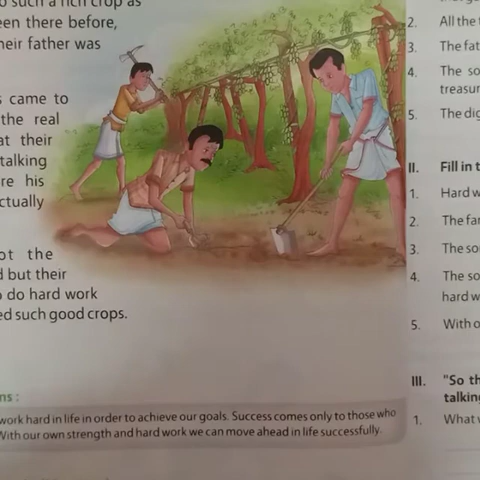 such a rich crop as
een there before,
heir father was
came to
the real
at their
talking
re his
ctually
ot the
but their
do hard work
ed such good crops.
ns :
work hard in life in order to achieve our goals. Success comes only to those who
With our own strength and hard work we can move ahead in life successfully.
2. All the
3. The fat
4. The so
treasur
5. The dig
II. Fill in t
1. Hard w
2. The far
3. The so
4. The so
hard w
5. With o
III. "So th
talking
1. What